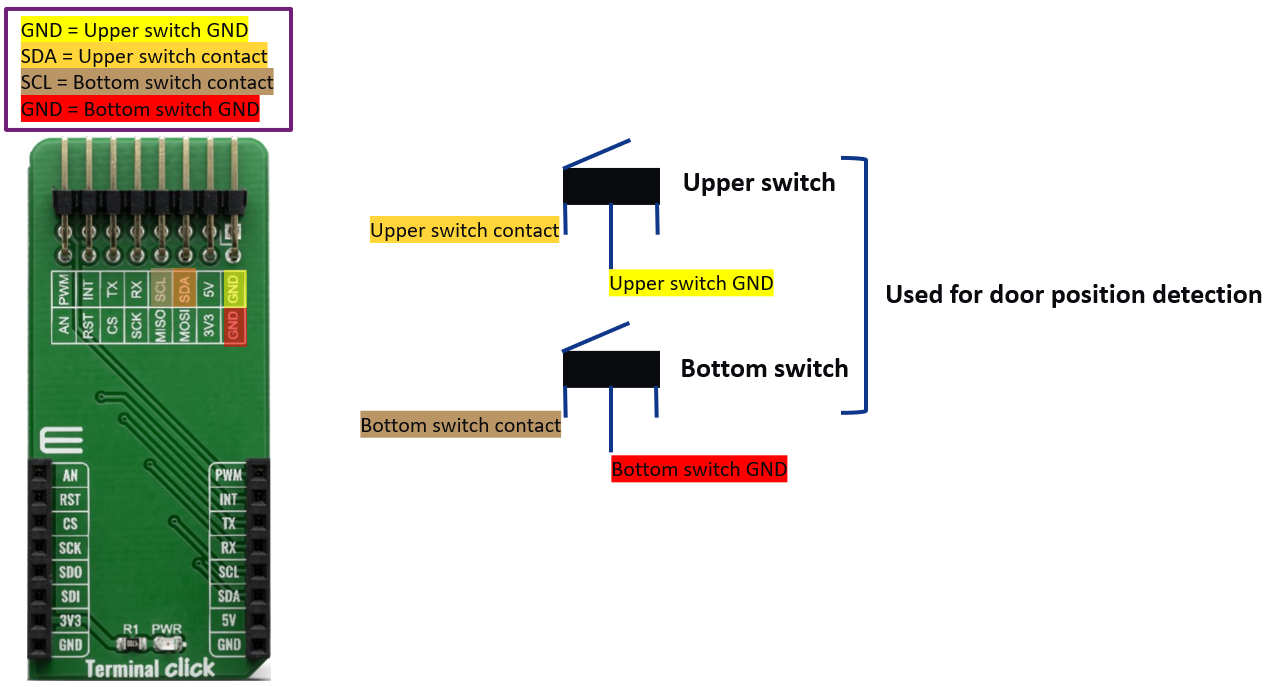 GND = Upper switch GND
SDA = Upper switch contact
SCL = Bottom switch contact
GND = Bottom switch GND
Upper switch
Upper switch contact
Upper switch GND
Used for door position detection
Bottom switch
Bottom switch contact
Bottom switch GND
PWM INT TX RX SCL SDA 5V GND
AN RST CS SCK MISO MOSI 3V3 GND
AN PWM
RST INT
CS TX
SCK RX
SDO SCL
SDI SDA
3V3 5V
GND GND
R1 PWR
Terminal click